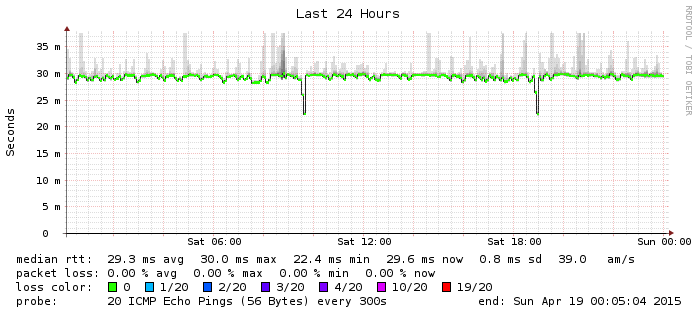 Last 24 Hours
RRDTOOL / TOBI OETIKER
Seconds
35 m
30 m
25 m
20 m
15 m
10 m
5 m
0
Sat 06:00 Sat 12:00 Sat 18:00 Sun 00:00
median rtt: 29.3 ms avg 30.0 ms max 22.4 ms min 29.6 ms now 0.8 ms sd 39.0 am/s
packet loss: 0.00 % avg 0.00 % max 0.00 % min 0.00 % now
loss color: 0 1/20 2/20 3/20 4/20 10/20 19/20
probe: 20 ICMP Echo Pings (56 Bytes) every 300s end: Sun Apr 19 00:05:04 2015